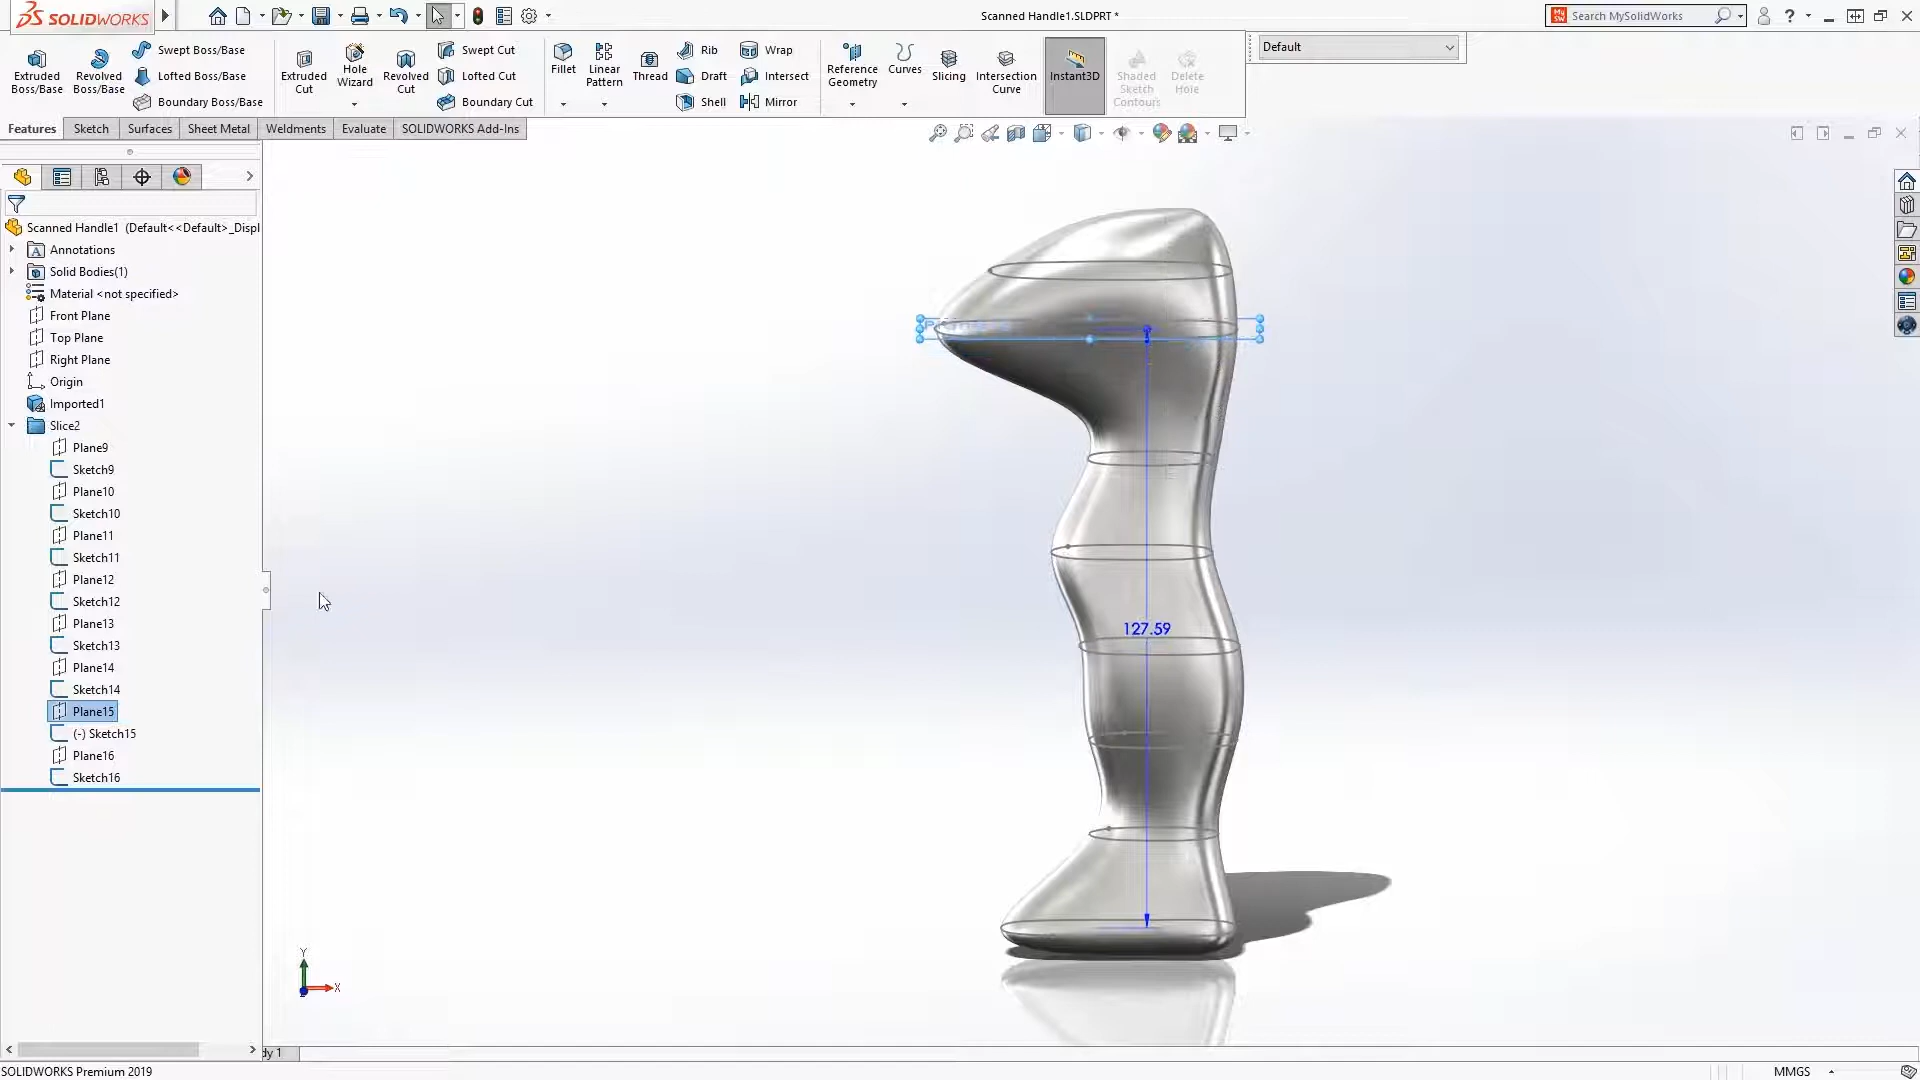 SOLIDWORKS
Scanned Handle1.SLDPRT *
Search MySolidWorks
Extruded Boss/Base
Revolved Boss/Base
Swept Boss/Base
Lofted Boss/Base
Boundary Boss/Base
Extruded Cut
Hole Wizard
Revolved Cut
Swept Cut
Lofted Cut
Boundary Cut
Fillet
Linear Pattern
Thread
Rib
Draft
Shell
Wrap
Intersect
Mirror
Reference Geometry
Curves
Slicing
Intersection Curve
Instant3D
Shaded Sketch Contours
Delete Hole
Default
Features
Sketch
Surfaces
Sheet Metal
Weldments
Evaluate
SOLIDWORKS Add-Ins
Scanned Handle1 (Default<<Default>_Displ
Annotations
Solid Bodies(1)
Material <not specified>
Front Plane
Top Plane
Right Plane
Origin
Imported1
Slice2
Plane9
Sketch9
Plane10
Sketch10
Plane11
Sketch11
Plane12
Sketch12
Plane13
Sketch13
Plane14
Sketch14
Plane15
(-) Sketch15
Plane16
Sketch16
127.59
Y
X
dy 1
SOLIDWORKS Premium 2019
MMGS